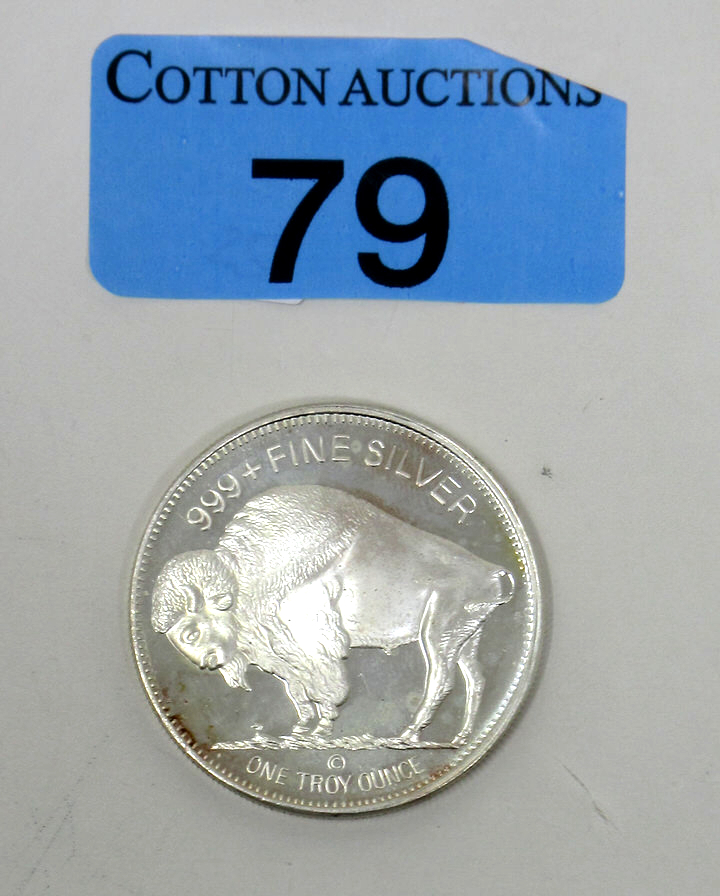 COTTON AUCTIONS
79
999+ FINE SILVER
©
ONE TROY OUNCE